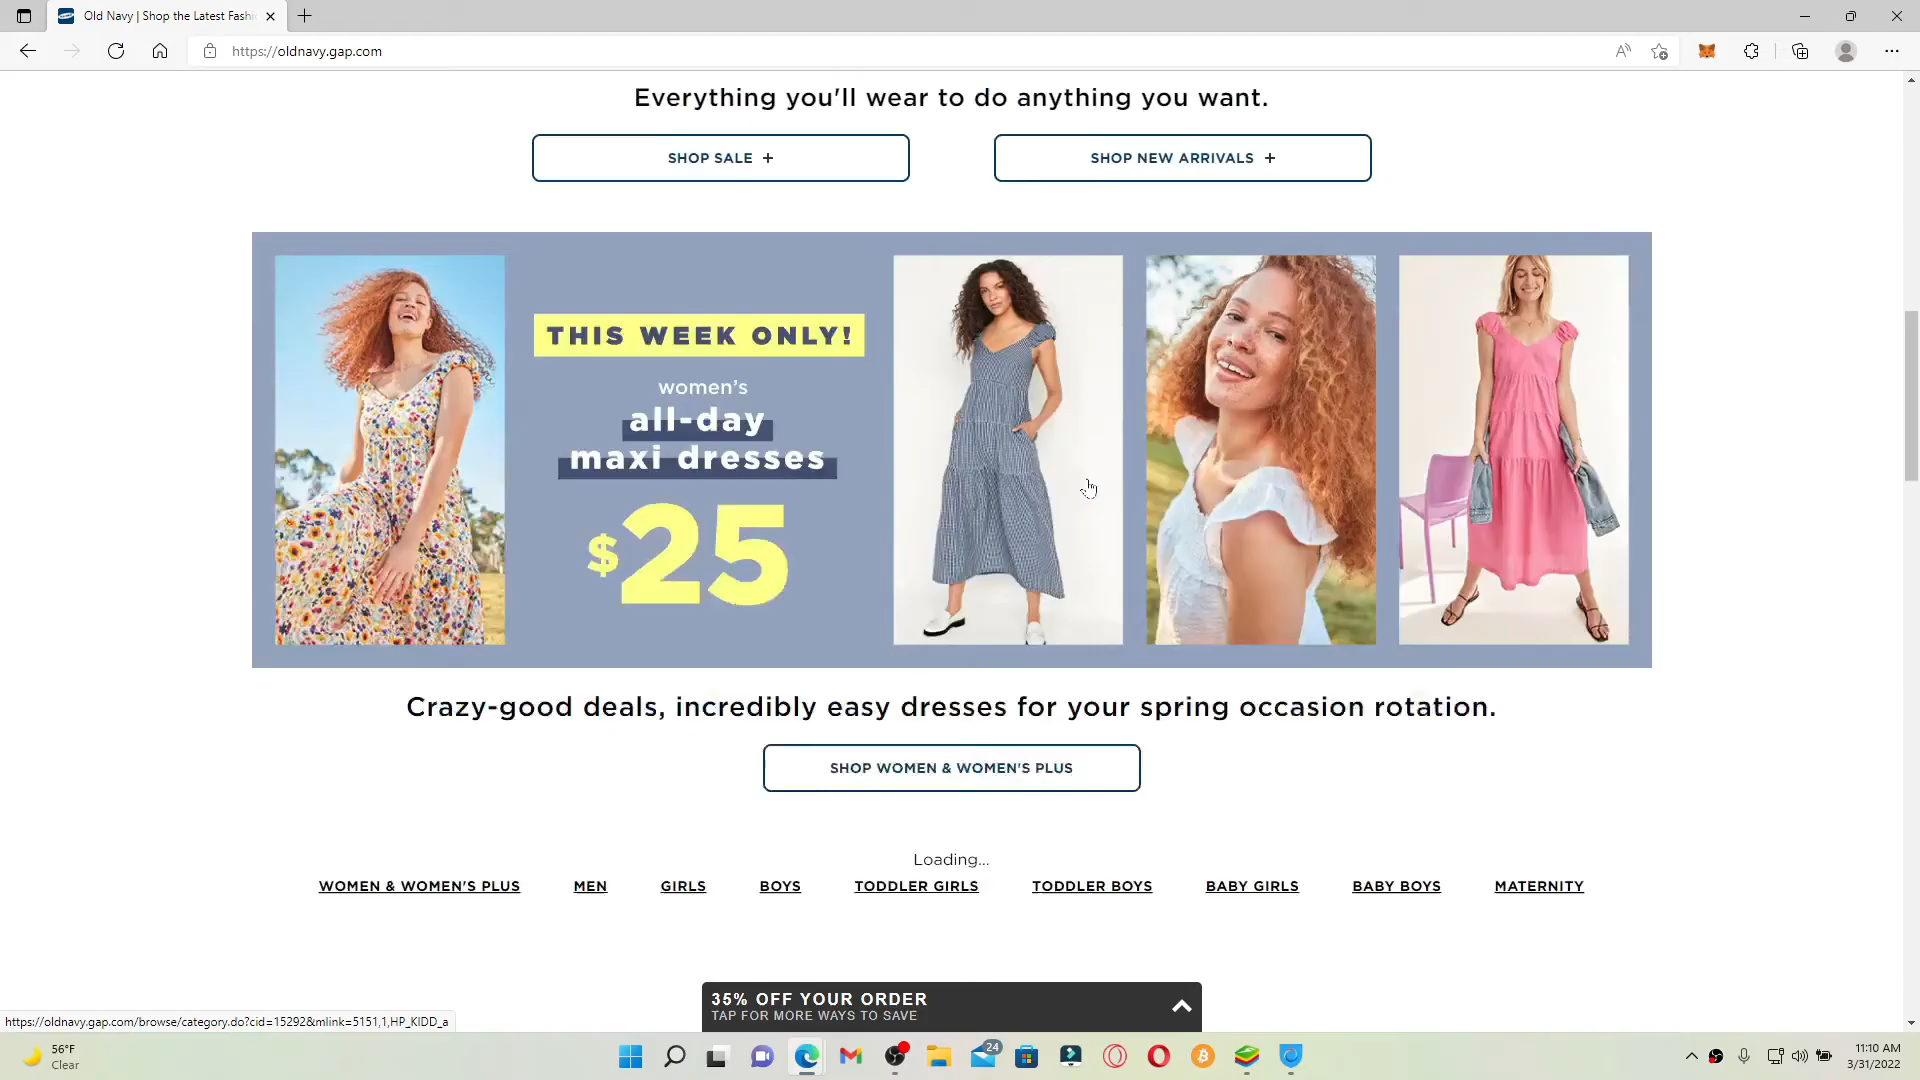 Old Navy | Shop the Latest Fashi
https://oldnavy.gap.com
Everything you'll wear to do anything you want.
SHOP SALE +
SHOP NEW ARRIVALS +
THIS WEEK ONLY!
women's
all-day
maxi dresses
$25
Crazy-good deals, incredibly easy dresses for your spring occasion rotation.
SHOP WOMEN & WOMEN'S PLUS
Loading...
WOMEN & WOMEN'S PLUS MEN GIRLS BOYS TODDLER GIRLS TODDLER BOYS BABY GIRLS BABY BOYS MATERNITY
35% OFF YOUR ORDER
TAP FOR MORE WAYS TO SAVE
https://oldnavy.gap.com/browse/category.do?cid=15292&mlink=5151,1,HP_KIDD_a
56°F
Clear
24
11:10 AM
3/31/2022